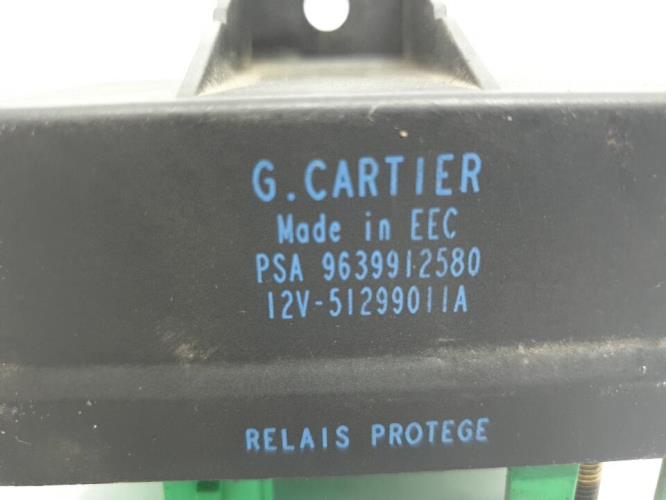 G.CARTIER
Made in EEC
PSA 9639912580
12V-51299011A
RELAIS PROTEGE